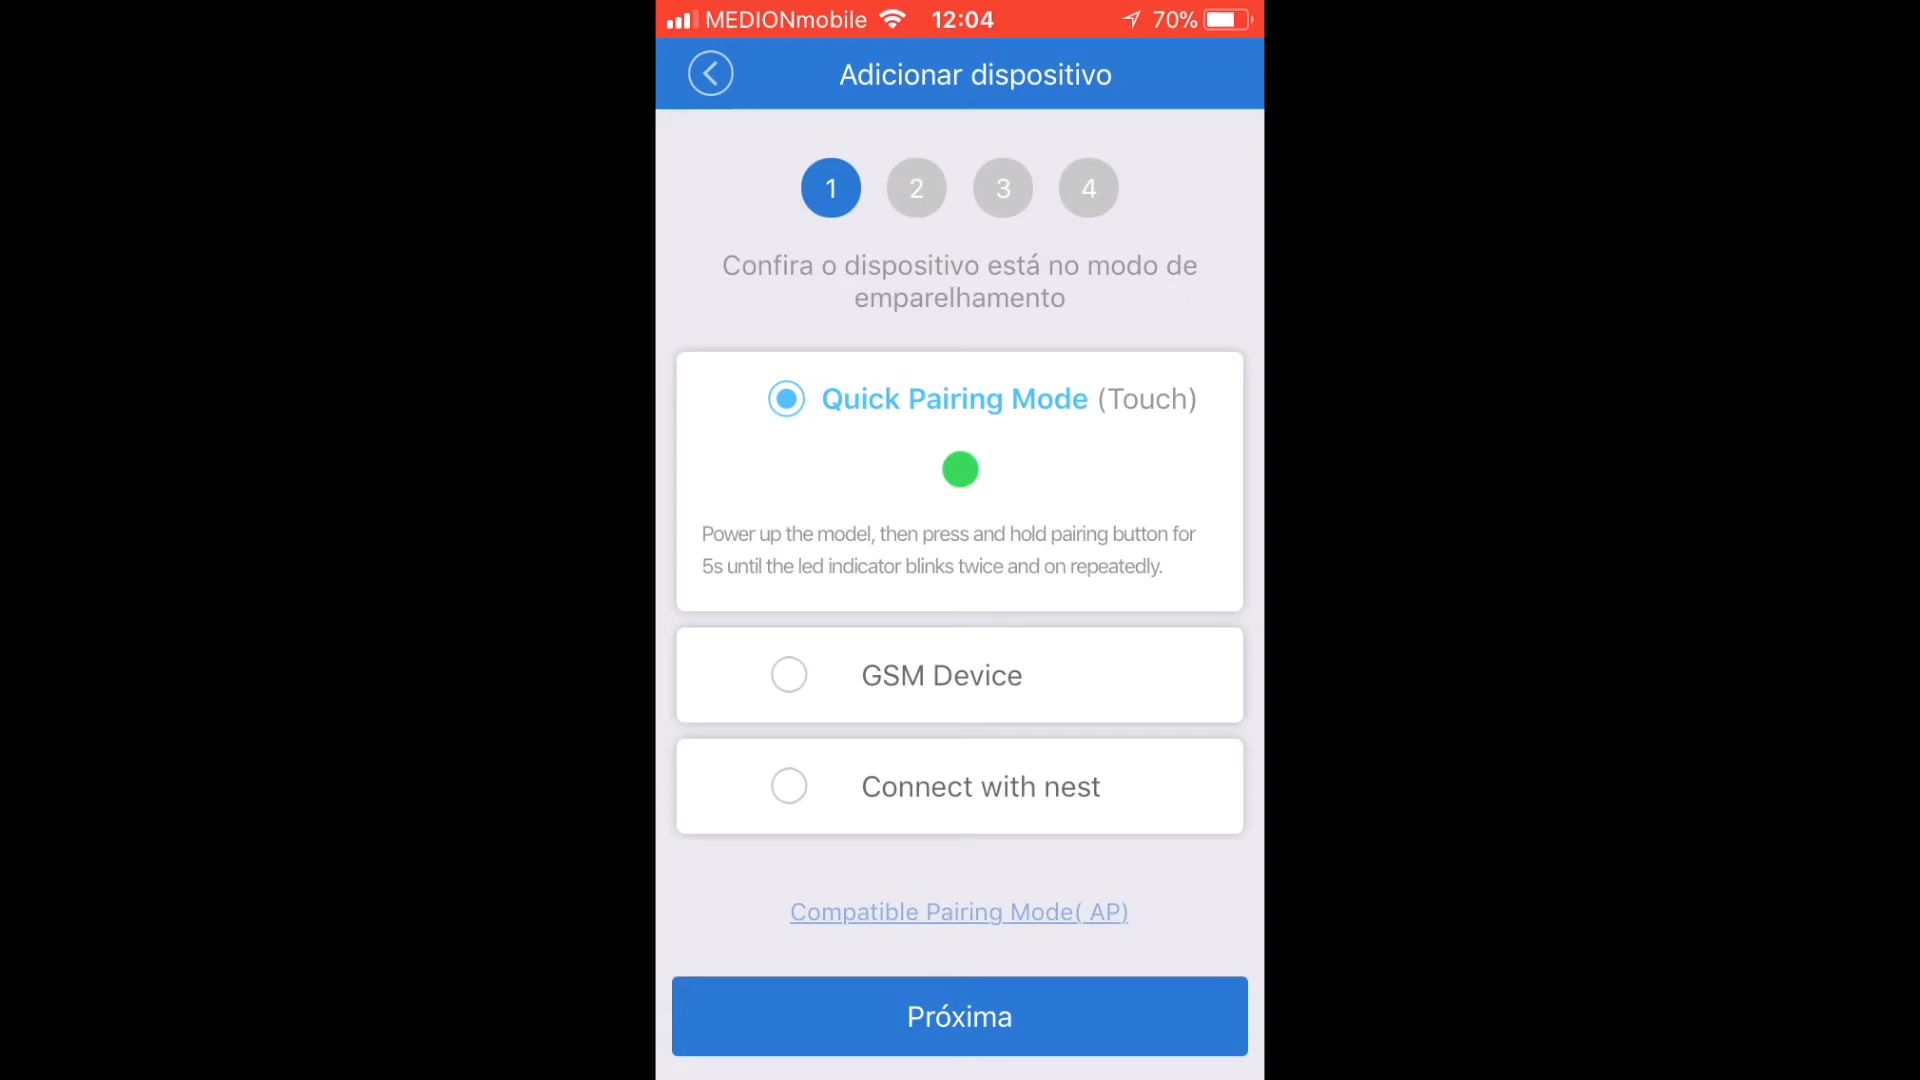 MEDIONmobile 12:04 70%
Adicionar dispositivo
1 2 3 4
Confira o dispositivo está no modo de
emparelhamento
Quick Pairing Mode (Touch)
Power up the model, then press and hold pairing button for
5s until the led indicator blinks twice and on repeatedly.
GSM Device
Connect with nest
Compatible Pairing Mode( AP)
Próxima